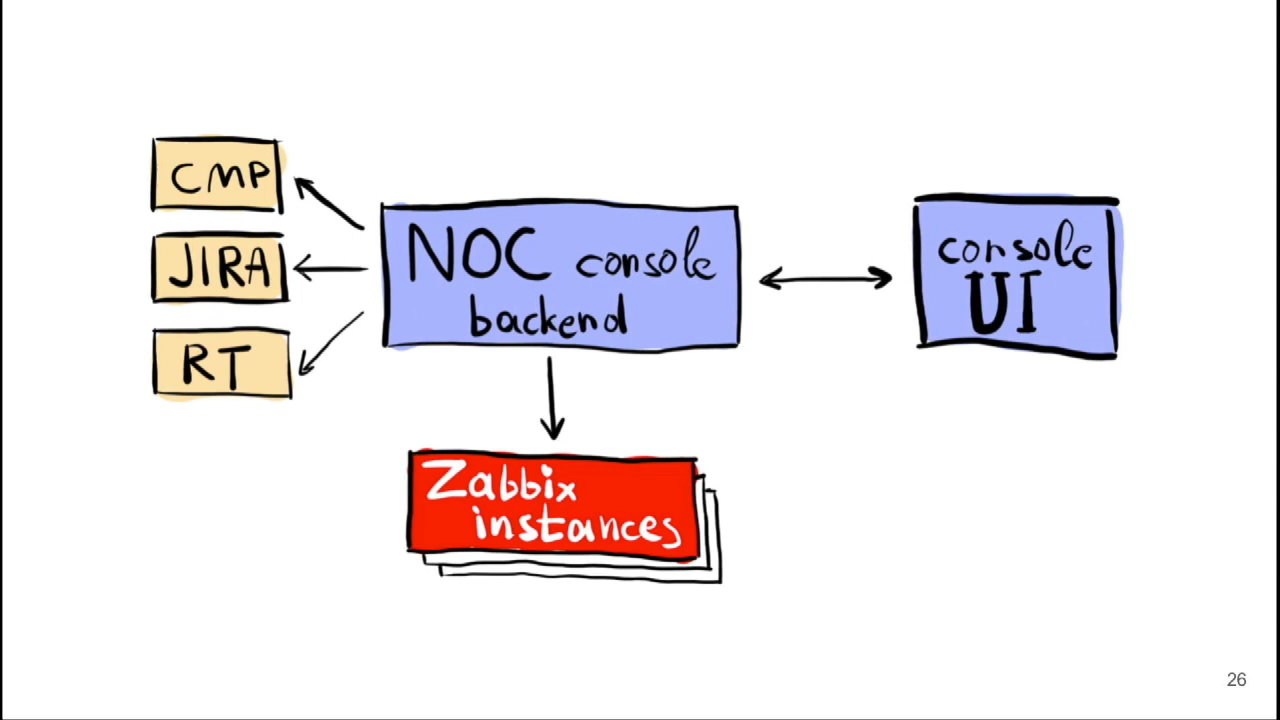 CMP
JIRA
RT
NOC console
backend
console
UI
Zabbix
instances
26